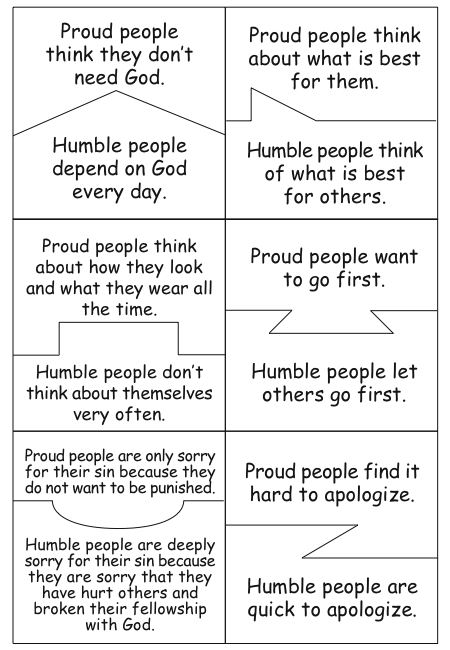 Proud people
think they don't
need God.
Humble people
depend on God
every day.
Proud people think
about what is best
for them.
Humble people think
of what is best
for others.
Proud people think
about how they look
and what they wear all
the time.
Humble people don't
think about themselves
very often.
Proud people want
to go first.
Humble people let
others go first.
Proud people are only sorry
for their sin because they
do not want to be punished.
Humble people are deeply
sorry for their sin because
they are sorry that they
have hurt others and
broken their fellowship
with God.
Proud people find it
hard to apologize.
Humble people are
quick to apologize.